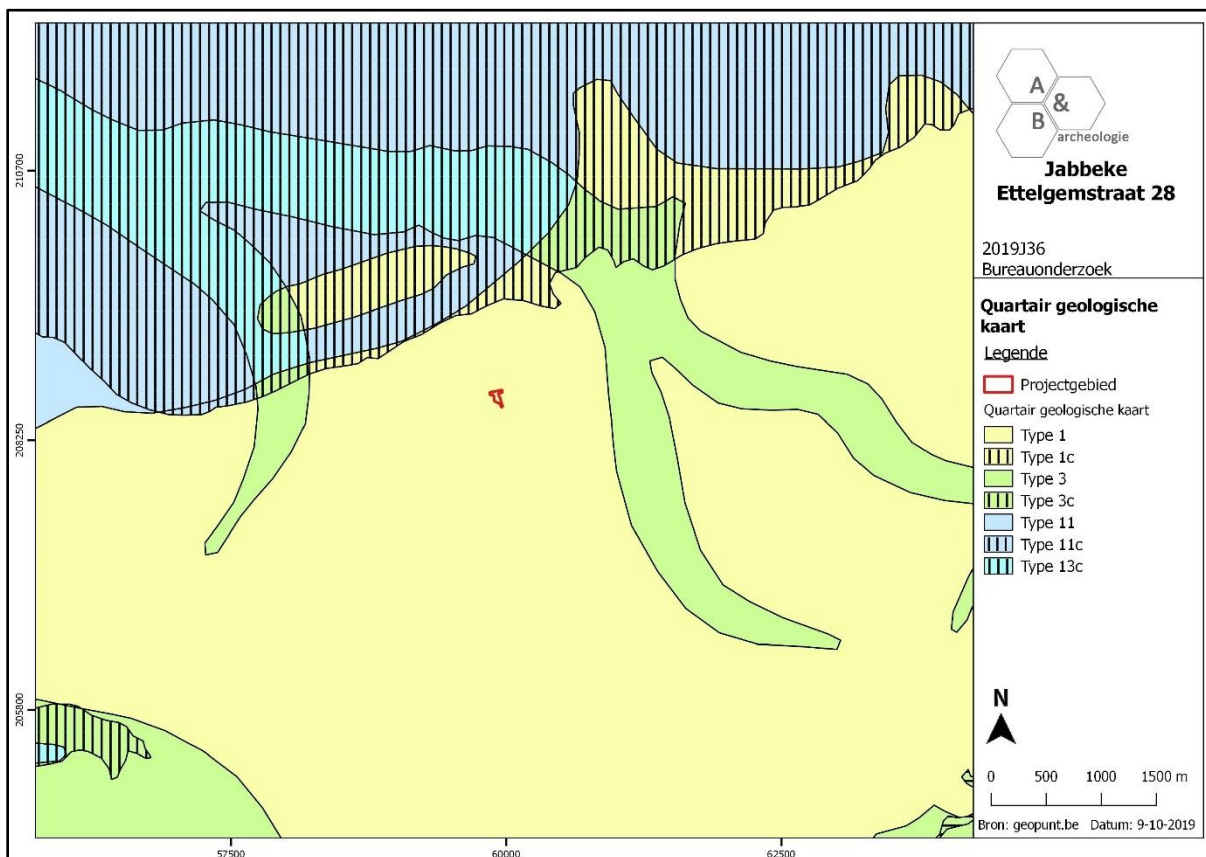 A
&
B
archeologie
Jabbeke
Ettelgemstraat 28
2019J36
Bureauonderzoek
Quartair geologische
kaart
Legende
Projectgebied
Quartair geologische kaart
Type 1
Type 1c
Type 3
Type 3c
Type 11
Type 11c
Type 13c
N
0 500 1000 1500 m
Bron: geopunt.be Datum: 9-10-2019
210700
208250
205800
57500 60000 62500